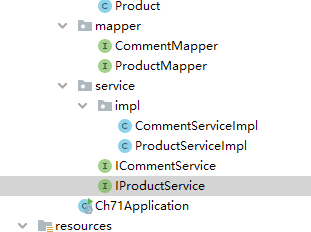 Product
mapper
CommentMapper
ProductMapper
service
impl
CommentServiceImpl
ProductServiceImpl
ICommentService
IProductService
Ch71Application
resources